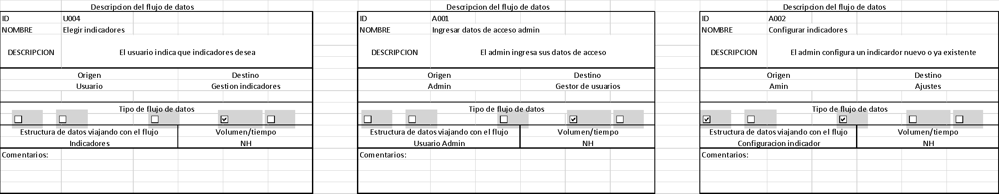 Descripcion del flujo de datos
ID U004
NOMBRE Elegir indicadores
DESCRIPCION El usuario indica que indicadores desea
Origen Destino
Usuario Gestion indicadores
Tipo de flujo de datos
Estructura de datos viajando con el flujo Volumen/tiempo
Indicadores NH
Comentarios:
Descripcion del flujo de datos
ID A001
NOMBRE Ingresar datos de acceso admin
DESCRIPCION El admin ingresa sus datos de acceso
Origen Destino
Admin Gestor de usuarios
Tipo de flujo de datos
Estructura de datos viajando con el flujo Volumen/tiempo
Usuario Admin NH
Comentarios:
Descripcion del flujo de datos
ID A002
NOMBRE Configurar indicadores
DESCRIPCION El admin configura un indicardor nuevo o ya existente
Origen Destino
Amin Ajustes
Tipo de flujo de datos
Estructura de datos viajando con el flujo Volumen/tiempo
Configuracion indicador NH
Comentarios: